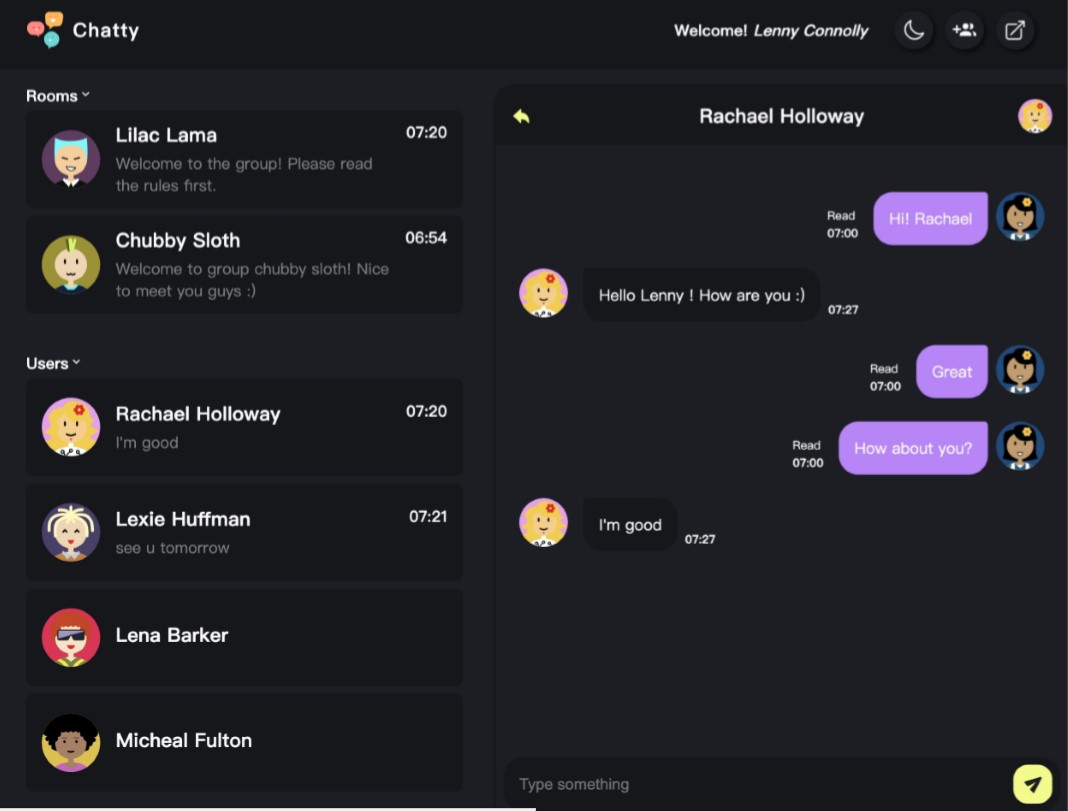 Chatty
Welcome! Lenny Connolly
Rooms
Lilac Lama
07:20
Welcome to the group! Please read
the rules first.
Chubby Sloth
06:54
Welcome to group chubby sloth! Nice
to meet you guys :)
Users
Rachael Holloway
07:20
I'm good
Lexie Huffman
07:21
see u tomorrow
Lena Barker
Micheal Fulton
Rachael Holloway
Read
07:00
Hi! Rachael
Hello Lenny ! How are you :)
07:27
Read
07:00
Great
Read
07:00
How about you?
I'm good
07:27
Type something